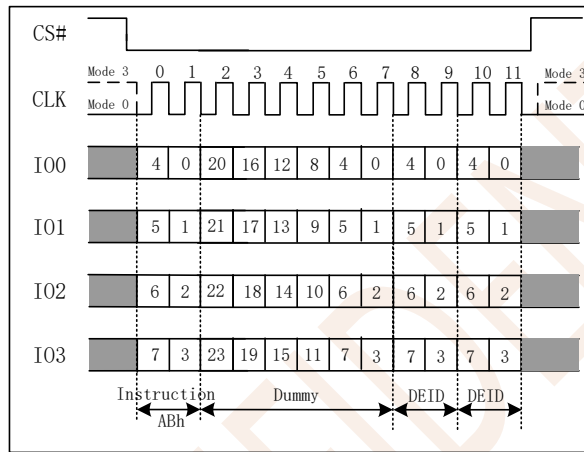 CS#
Mode 3 0 1 2 3 4 5 6 7 8 9 10 11 Mode 3
CLK
Mode 0 Mode 0
IO0 4 0 20 16 12 8 4 0 4 0 4 0
IO1 5 1 21 17 13 9 5 1 5 1 5 1
IO2 6 2 22 18 14 10 6 2 6 2 6 2
IO3 7 3 23 19 15 11 7 3 7 3 7 3
Instruction Dummy DEID DEID
ABh